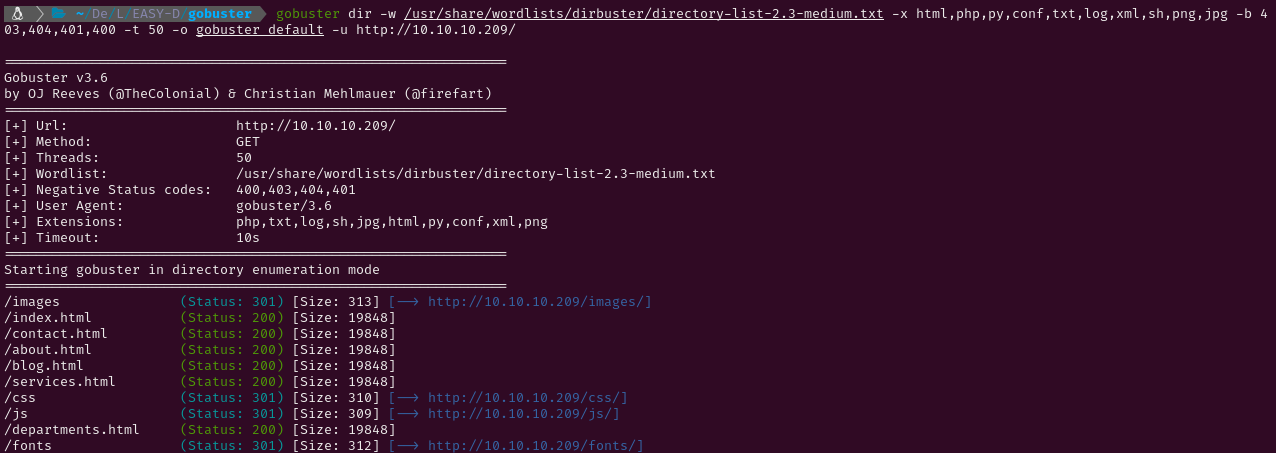 ~/De/L/EASY-D/gobuster gobuster dir -w /usr/share/wordlists/dirbuster/directory-list-2.3-medium.txt -x html,php,py,conf,txt,log,xml,sh,png,jpg -b 4
03,404,401,400 -t 50 -o gobuster_default -u http://10.10.10.209/
===============================================================
Gobuster v3.6
by OJ Reeves (@TheColonial) & Christian Mehlmauer (@firefart)
===============================================================
[+] Url:                     http://10.10.10.209/
[+] Method:                  GET
[+] Threads:                 50
[+] Wordlist:                /usr/share/wordlists/dirbuster/directory-list-2.3-medium.txt
[+] Negative Status codes:   400,403,404,401
[+] User Agent:              gobuster/3.6
[+] Extensions:              php,txt,log,sh,jpg,html,py,conf,xml,png
[+] Timeout:                 10s
===============================================================
Starting gobuster in directory enumeration mode
===============================================================
/images               (Status: 301) [Size: 313] [--> http://10.10.10.209/images/]
/index.html           (Status: 200) [Size: 19848]
/contact.html         (Status: 200) [Size: 19848]
/about.html           (Status: 200) [Size: 19848]
/blog.html            (Status: 200) [Size: 19848]
/services.html        (Status: 200) [Size: 19848]
/css                  (Status: 301) [Size: 310] [--> http://10.10.10.209/css/]
/js                   (Status: 301) [Size: 309] [--> http://10.10.10.209/js/]
/departments.html     (Status: 200) [Size: 19848]
/fonts                (Status: 301) [Size: 312] [--> http://10.10.10.209/fonts/]